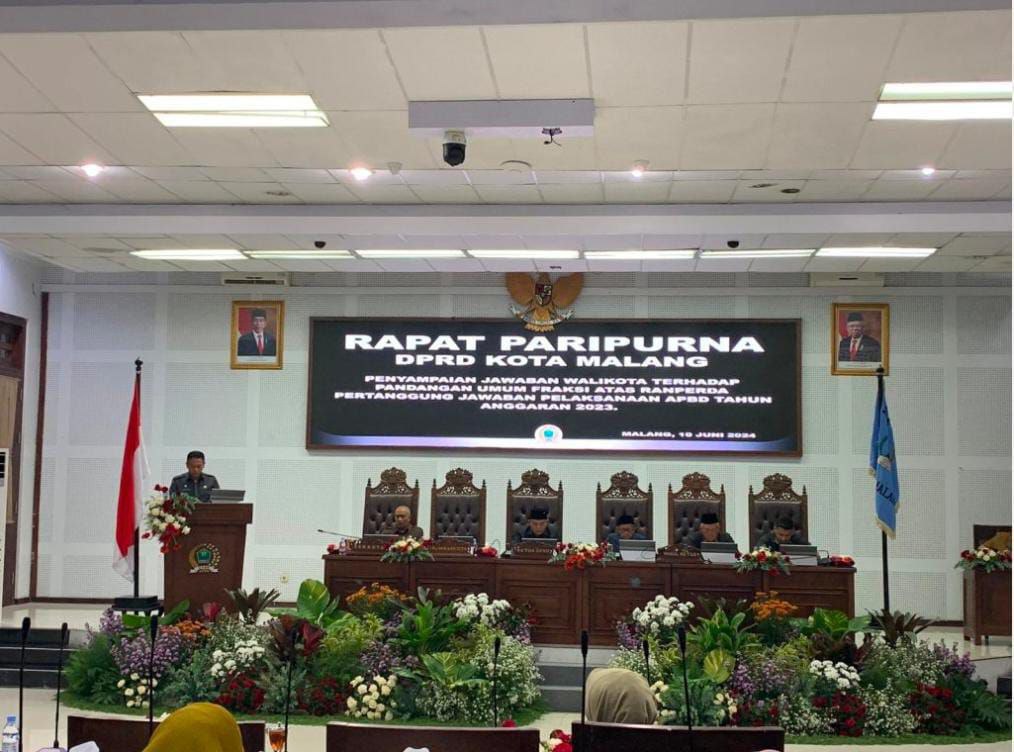 RAPAT PARIPURNA
DPRD KOTA MALANG
PENYAMPAIAN JAWABAN WALIKOTA TERHADAP
PANDANGAN UMUM FRAKSI ATAS RANPERDA
PERTANGGUNG JAWABAN PELAKSANAAN APBD TAHUN
ANGGARAN 2023.
MALANG, 19 JUNI 2024